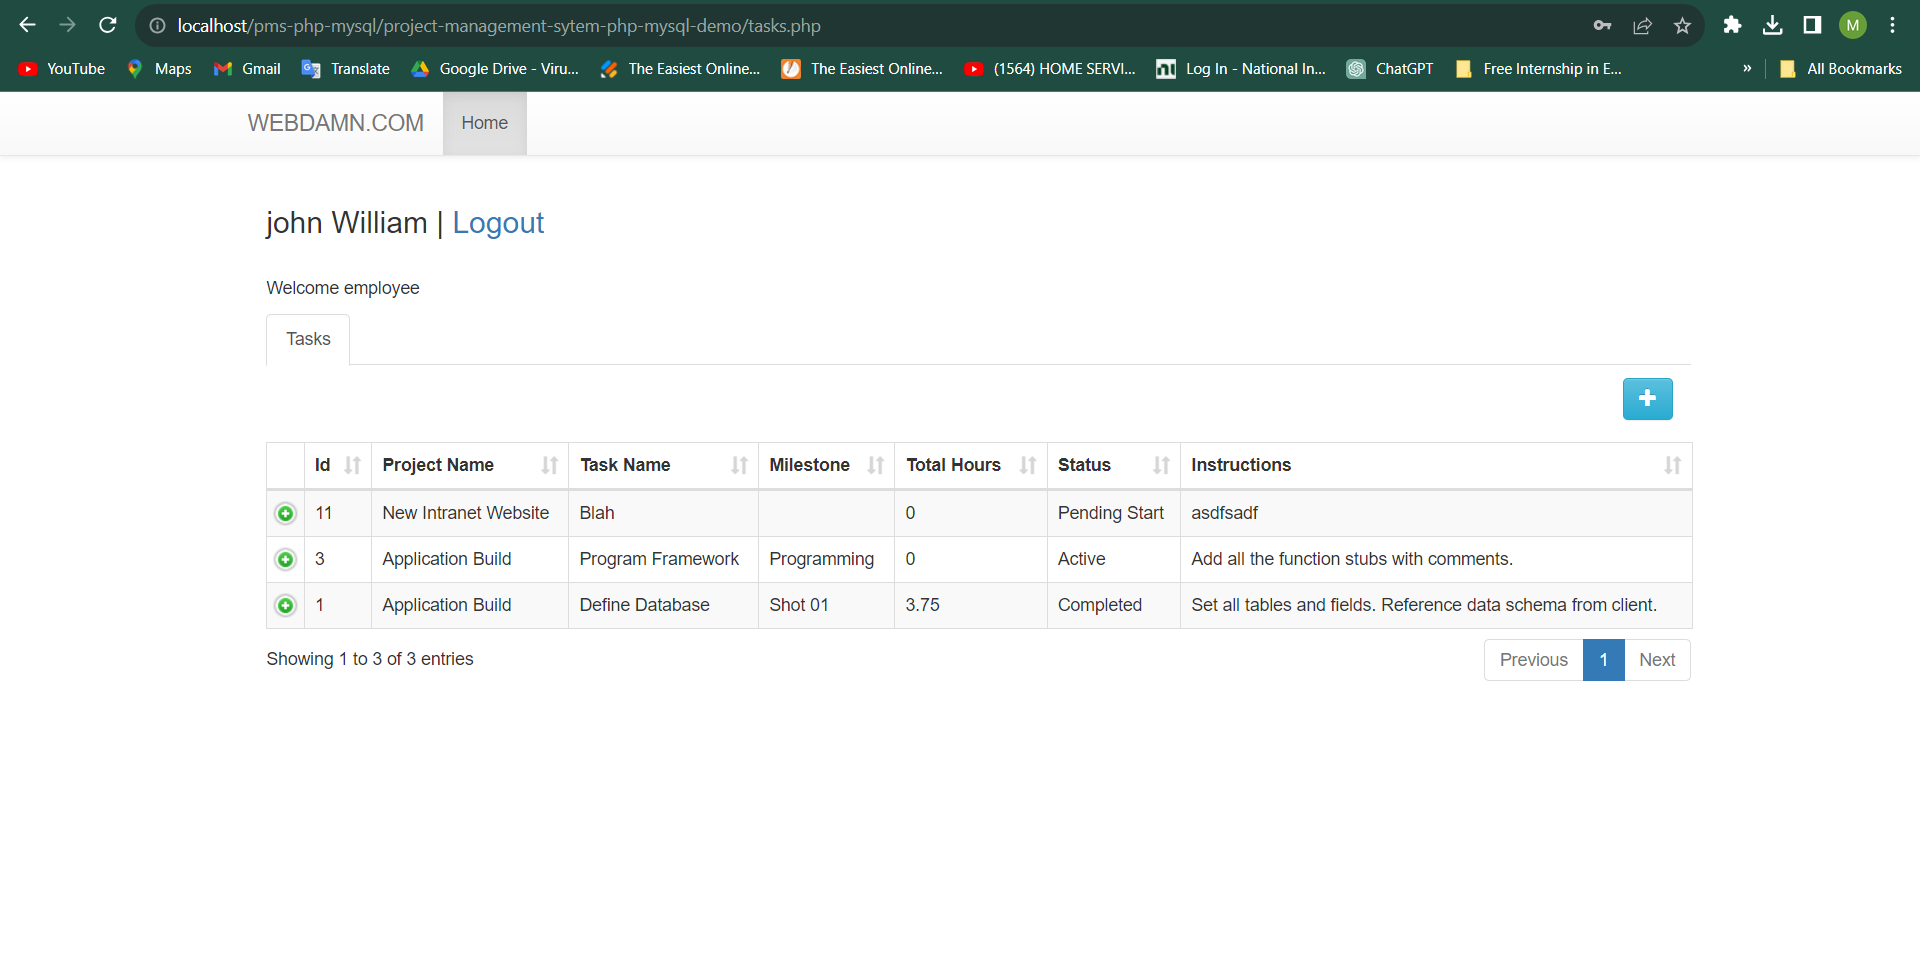 localhost/pms-php-mysql/project-management-sytem-php-mysql-demo/tasks.php
M
YouTube Maps Gmail Translate Google Drive - Viru... The Easiest Online... The Easiest Online... (1564) HOME SERVI... Log In - National In... ChatGPT Free Internship in E... » All Bookmarks
WEBDAMN.COM Home
john William | Logout
Welcome employee
Tasks
Id Project Name Task Name Milestone Total Hours Status Instructions
11 New Intranet Website Blah 0 Pending Start asdfsadf
3 Application Build Program Framework Programming 0 Active Add all the function stubs with comments.
1 Application Build Define Database Shot 01 3.75 Completed Set all tables and fields. Reference data schema from client.
Showing 1 to 3 of 3 entries
Previous 1 Next